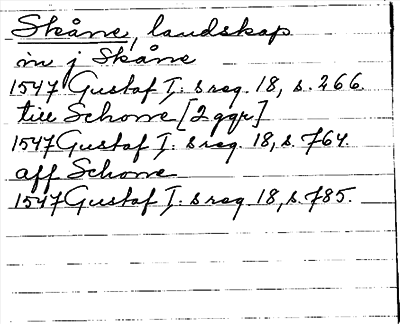 Skåne, landskap
in j Skåne
1547 Gustaf I:s reg. 18, s. 266.
till Schone [2 ggr]
1547 Gustaf I:s reg. 18, s. 764.
aff Schone
1547 Gustaf I:s reg. 18, s. 785.